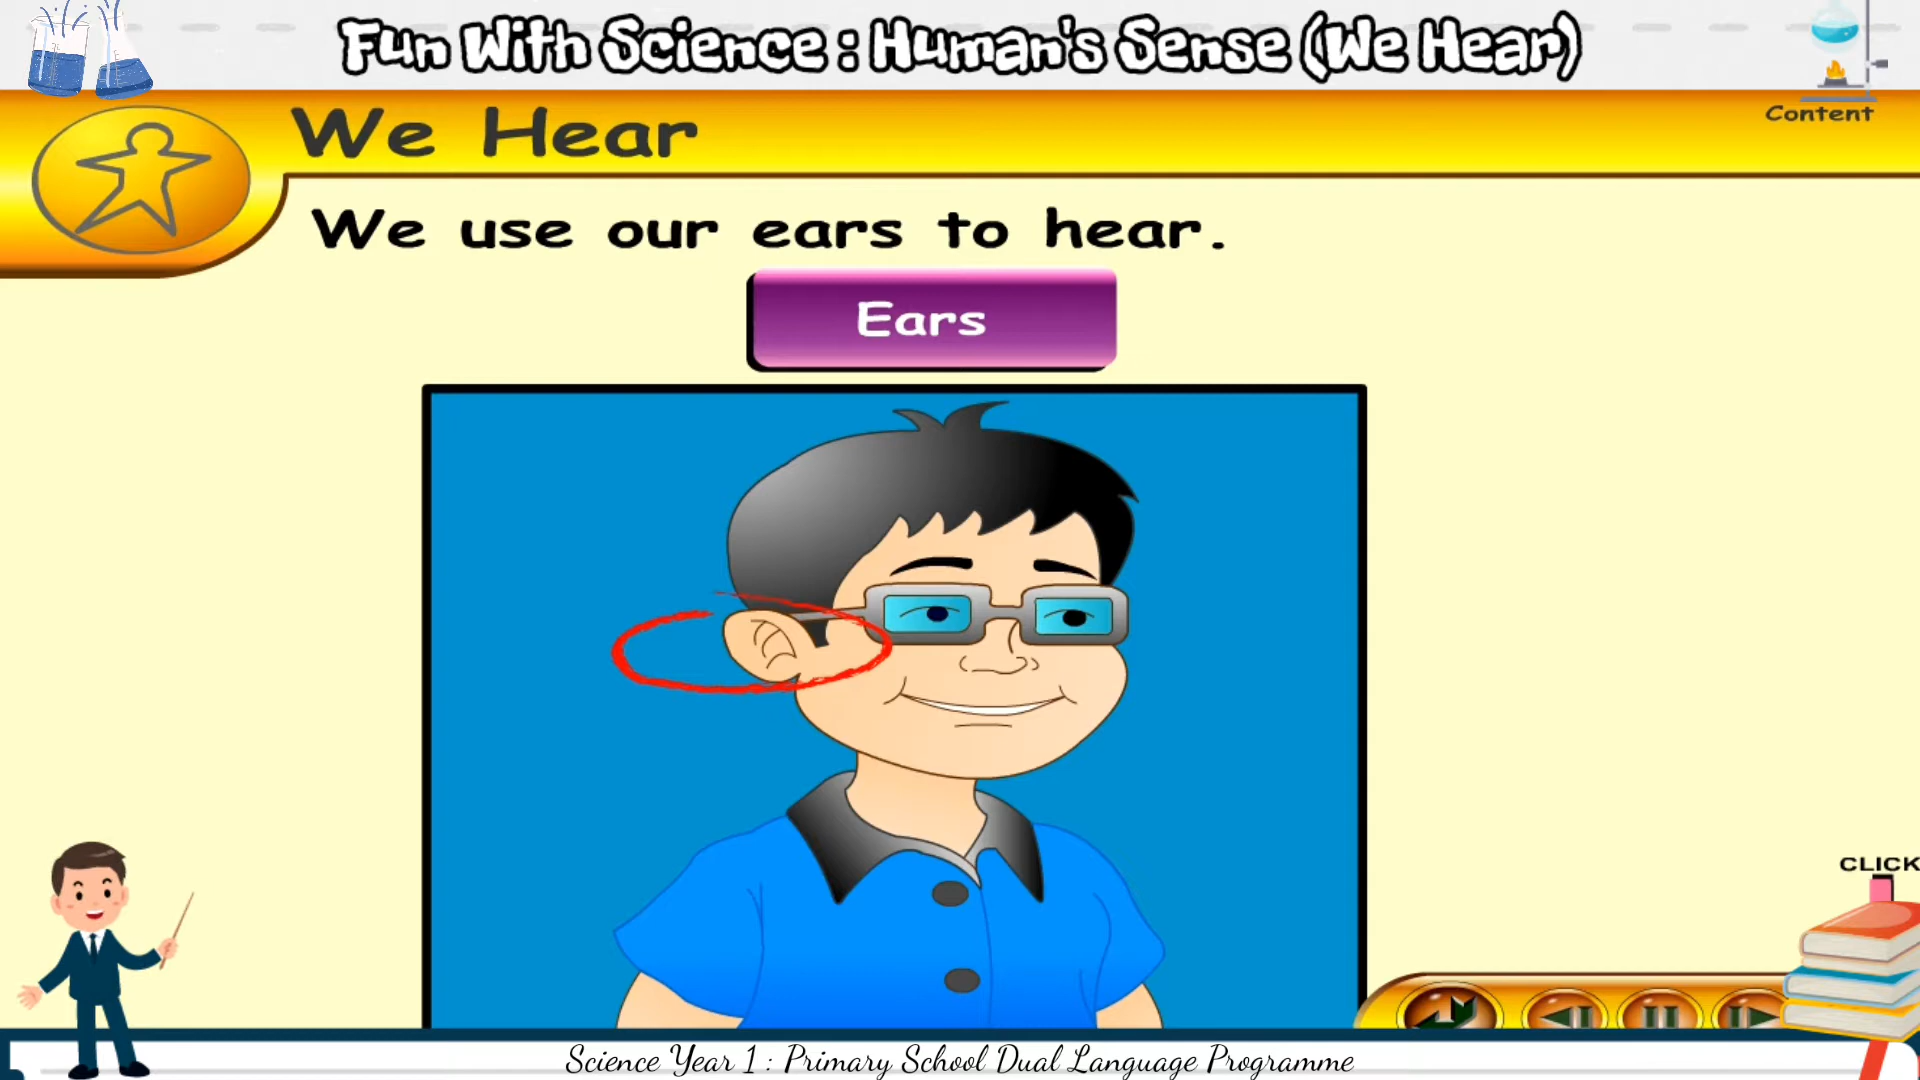 Fun With Science : Human's Sense (We Hear)
We Hear
Content
We use our ears to hear.
Ears
CLICK
Science Year 1 : Primary School Dual Language Programme